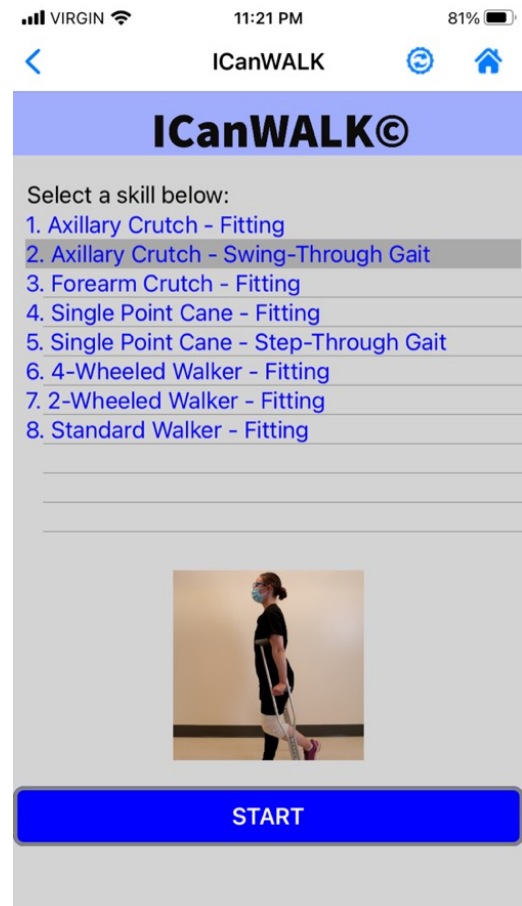 VIRGIN 11:21 PM 81%
ICanWALK
ICanWALK©
Select a skill below:
1. Axillary Crutch - Fitting
2. Axillary Crutch - Swing-Through Gait
3. Forearm Crutch - Fitting
4. Single Point Cane - Fitting
5. Single Point Cane - Step-Through Gait
6. 4-Wheeled Walker - Fitting
7. 2-Wheeled Walker - Fitting
8. Standard Walker - Fitting
START